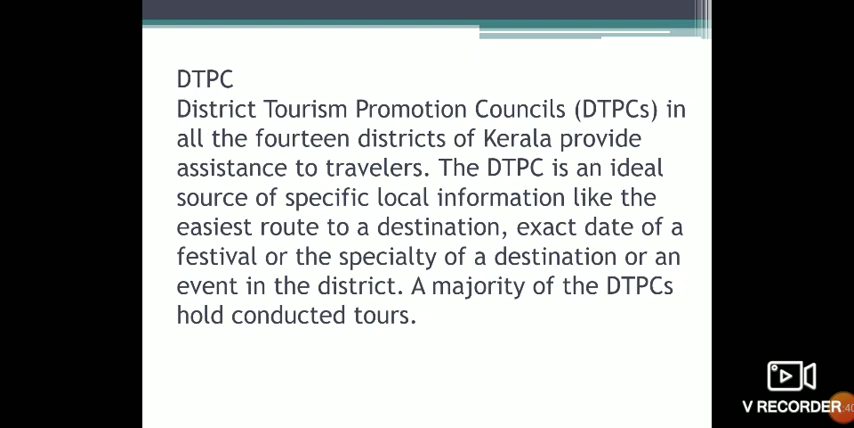 DTPC
District Tourism Promotion Councils (DTPCs) in
all the fourteen districts of Kerala provide
assistance to travelers. The DTPC is an ideal
source of specific local information like the
easiest route to a destination, exact date of a
festival or the specialty of a destination or an
event in the district. A majority of the DTPCs
hold conducted tours.
V RECORDER